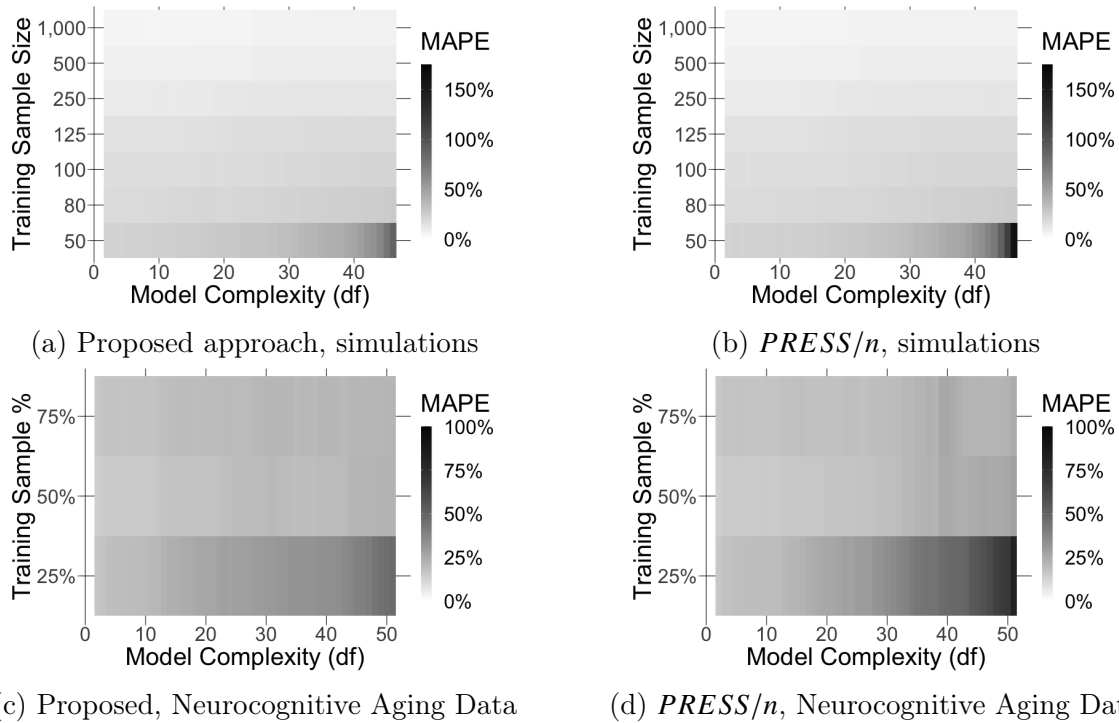 Training Sample Size
1,000
500
250
125
100
80
50
0 10 20 30 40
Model Complexity (df)
MAPE
150%
100%
50%
0%
(a) Proposed approach, simulations
Training Sample Size
1,000
500
250
125
100
80
50
0 10 20 30 40
Model Complexity (df)
MAPE
150%
100%
50%
0%
(b) PRESS/n, simulations
Training Sample %
75%
50%
25%
0 10 20 30 40 50
Model Complexity (df)
MAPE
100%
75%
50%
25%
0%
c) Proposed, Neurocognitive Aging Data
Training Sample %
75%
50%
25%
0 10 20 30 40 50
Model Complexity (df)
MAPE
100%
75%
50%
25%
0%
(d) PRESS/n, Neurocognitive Aging Da